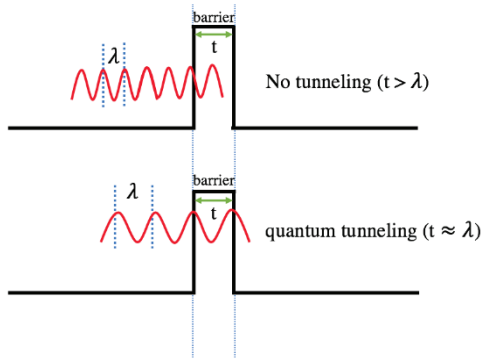 barrier
λ
t
No tunneling (t > λ)
barrier
λ
t
quantum tunneling (t ≈ λ)